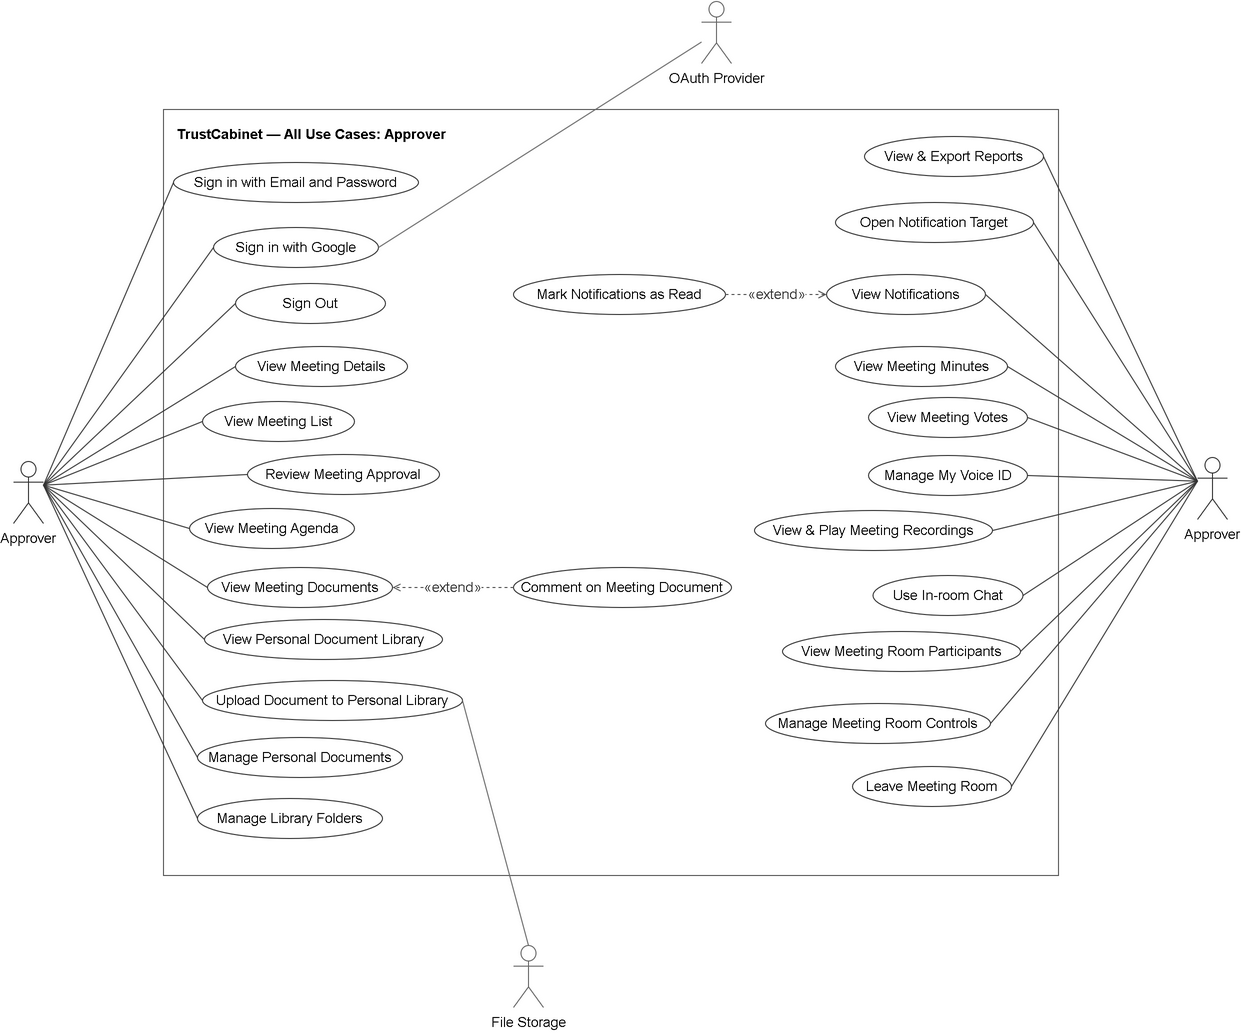 OAuth Provider
TrustCabinet — All Use Cases: Approver
Sign in with Email and Password
Sign in with Google
Sign Out
View Meeting Details
View Meeting List
Review Meeting Approval
View Meeting Agenda
View Meeting Documents
«extend»
Comment on Meeting Document
View Personal Document Library
Upload Document to Personal Library
Manage Personal Documents
Manage Library Folders
Approver
View & Export Reports
Open Notification Target
Mark Notifications as Read
«extend»
View Notifications
View Meeting Minutes
View Meeting Votes
Manage My Voice ID
View & Play Meeting Recordings
Use In-room Chat
View Meeting Room Participants
Manage Meeting Room Controls
Leave Meeting Room
Approver
File Storage